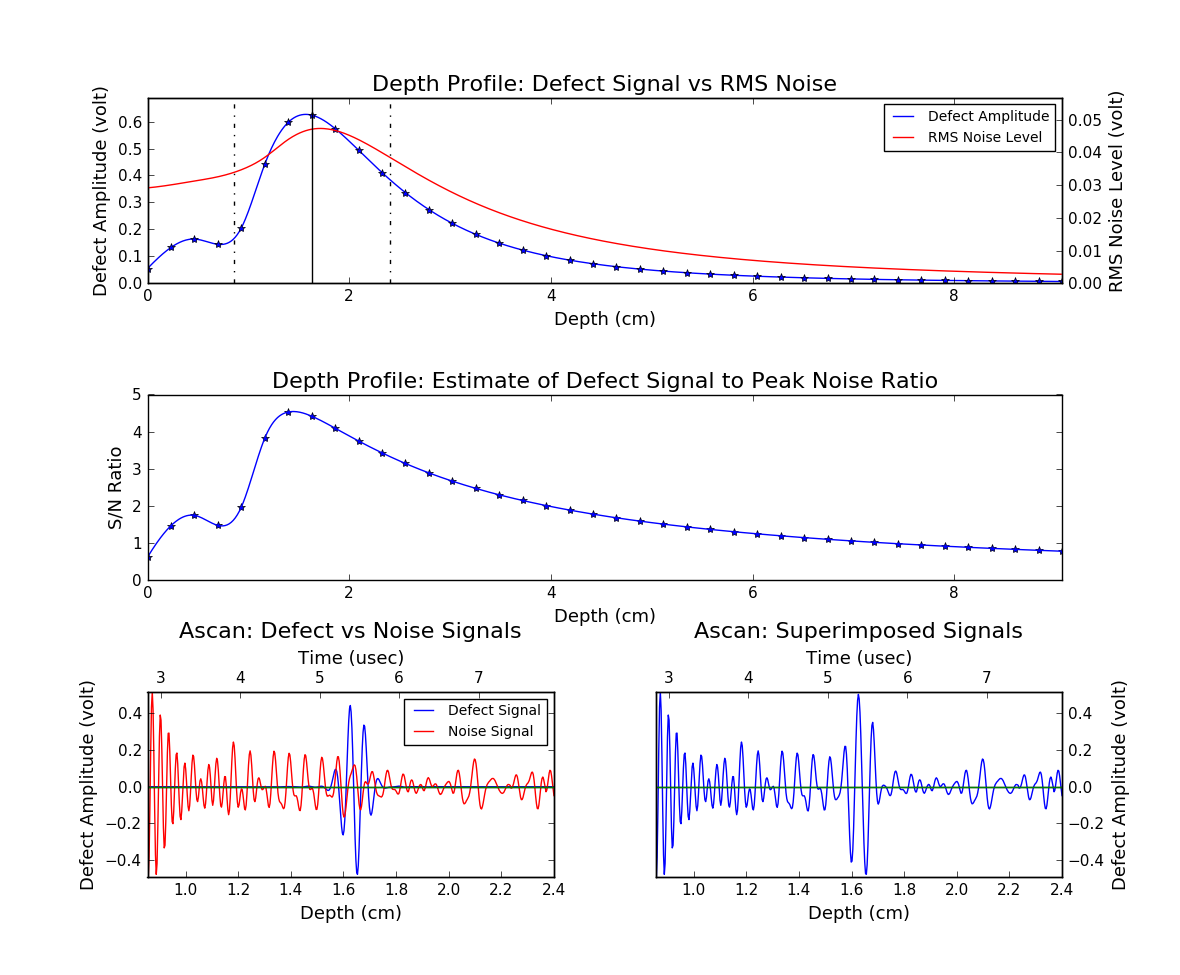 Depth Profile: Defect Signal vs RMS Noise
Defect Amplitude (volt)
0.6
0.5
0.4
0.3
0.2
0.1
0.0
Defect Amplitude
RMS Noise Level
0.05
0.04
0.03
0.02
0.01
0.00
RMS Noise Level (volt)
0 2 4 6 8
Depth (cm)
Depth Profile: Estimate of Defect Signal to Peak Noise Ratio
S/N Ratio
5
4
3
2
1
0
0 2 4 6 8
Depth (cm)
Ascan: Defect vs Noise Signals
Time (usec)
3 4 5 6 7
Defect Amplitude (volt)
0.4
0.2
0.0
−0.2
−0.4
Defect Signal
Noise Signal
1.0 1.2 1.4 1.6 1.8 2.0 2.2 2.4
Depth (cm)
Ascan: Superimposed Signals
Time (usec)
3 4 5 6 7
0.4
0.2
0.0
−0.2
−0.4
Defect Amplitude (volt)
1.0 1.2 1.4 1.6 1.8 2.0 2.2 2.4
Depth (cm)